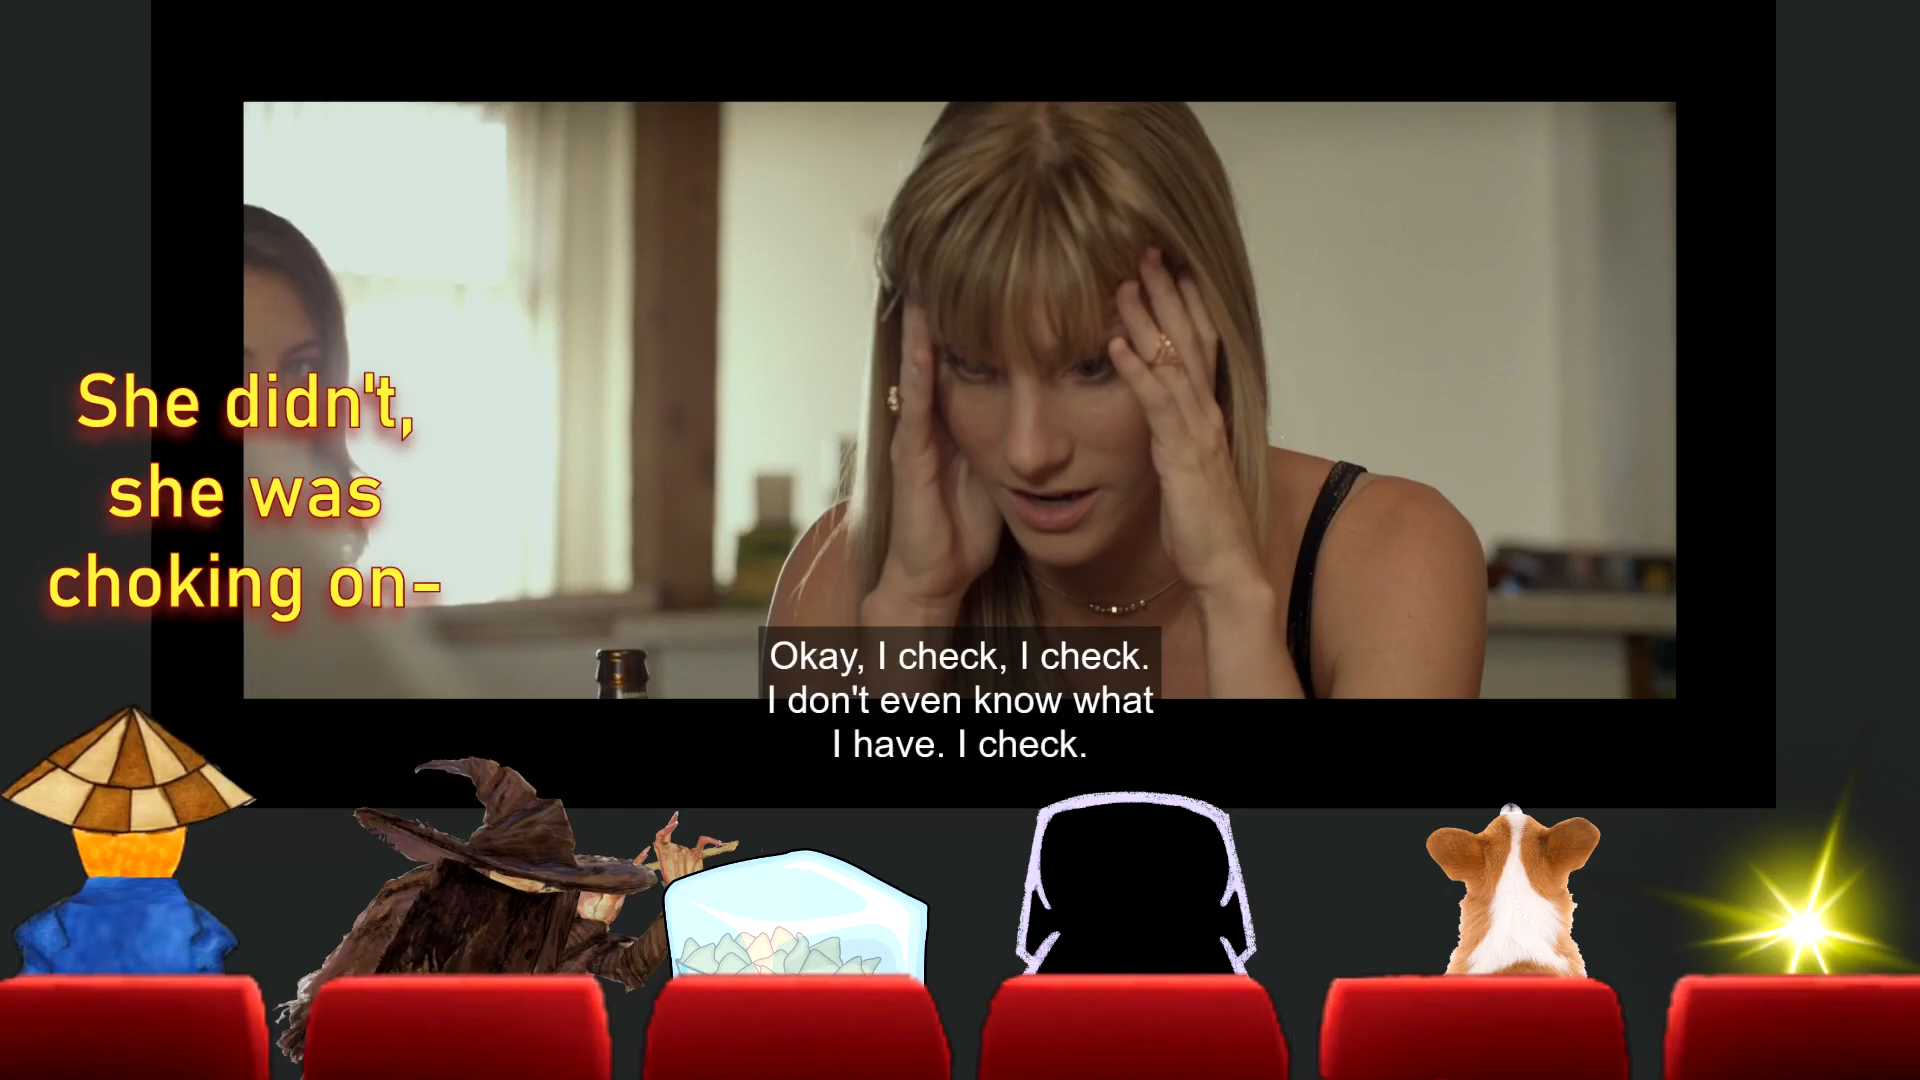 She didn't,
she was
choking on-
Okay, I check, I check.
I don't even know what
I have. I check.